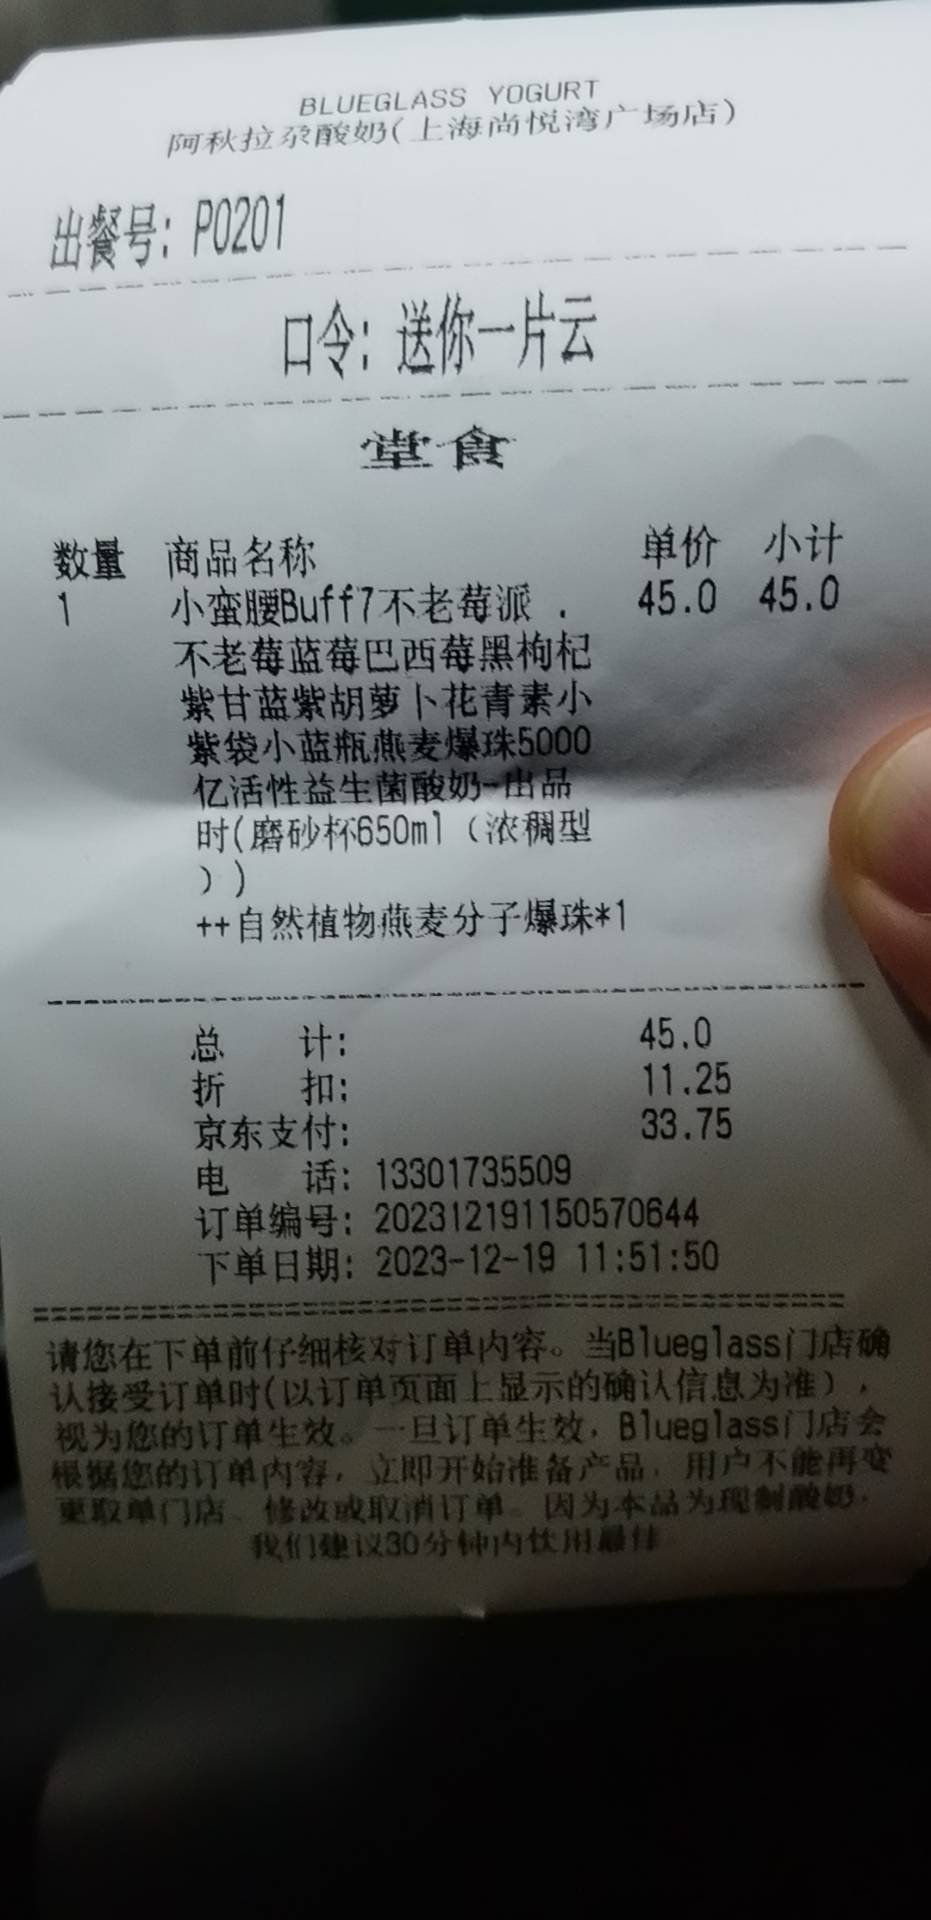 BLUEGLASS YOGURT
阿秋拉尕酸奶(上海尚悦湾广场店)
出餐号: P0201
口令: 送你一片云
堂食
数量 商品名称 单价 小计
1 小蛮腰Buff7不老莓派 . 45.0 45.0
不老莓蓝莓巴西莓黑枸杞
紫甘蓝紫胡萝卜花青素小
紫袋小蓝瓶燕麦爆珠5000
亿活性益生菌酸奶-出品
时(磨砂杯650ml（浓稠型
）)
++自然植物燕麦分子爆珠*1
总 计: 45.0
折 扣: 11.25
京东支付: 33.75
电 话: 13301735509
订单编号: 202312191150570644
下单日期: 2023-12-19 11:51:50
请您在下单前仔细核对订单内容。当Blueglass门店确
认接受订单时(以订单页面上显示的确认信息为准)，
视为您的订单生效。一旦订单生效，Blueglass门店会
根据您的订单内容，立即开始准备产品，用户不能再变
更取单门店、修改或取消订单。因为本品为现制酸奶，
我们建议30分钟内饮用最佳